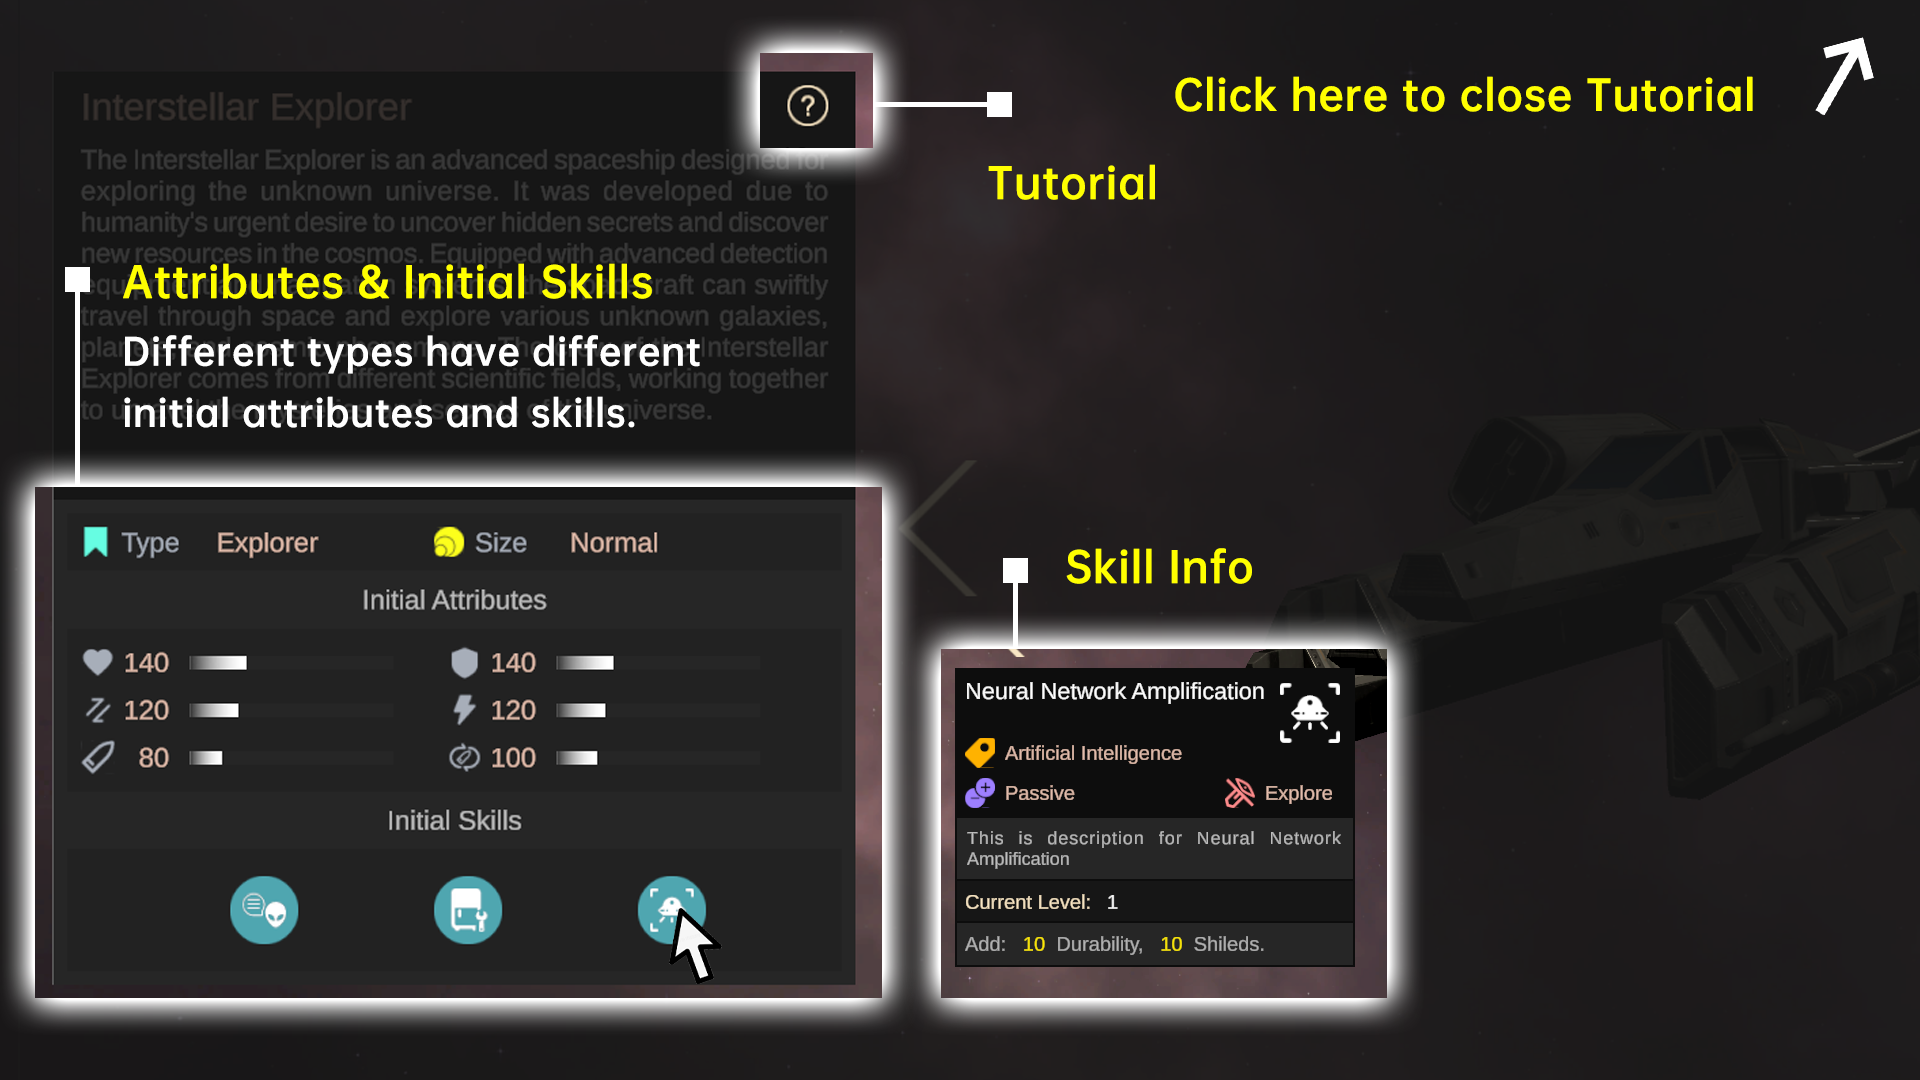 Interstellar Explorer
?
Click here to close Tutorial
Tutorial
The Interstellar Explorer is an advanced spaceship designed for
exploring the unknown universe. It was developed due to
humanity's urgent desire to uncover hidden secrets and discover
new resources in the cosmos. Equipped with advanced detection
can swiftly
travel through space and explore various unknown galaxies,
Interstellar
Explorer comes from different scientific fields, working together
to universe.
Attributes & Initial Skills
Different types have different
initial attributes and skills.
Type Explorer Size Normal
Initial Attributes
140 140
120 120
80 100
Initial Skills
Skill Info
Neural Network Amplification
Artificial Intelligence
Passive Explore
This is description for Neural Network
Amplification
Current Level: 1
Add: 10 Durability, 10 Shileds.